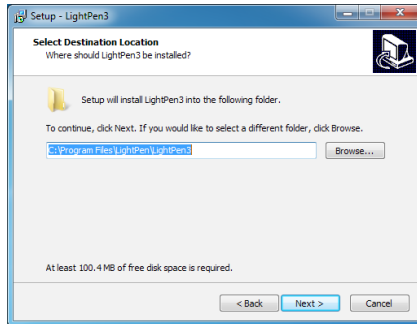 Setup - LightPen3
Select Destination Location
Where should LightPen3 be installed?
Setup will install LightPen3 into the following folder.
To continue, click Next. If you would like to select a different folder, click Browse.
C:\Program Files\LightPen\LightPen3
Browse...
At least 100.4 MB of free disk space is required.
< Back
Next >
Cancel